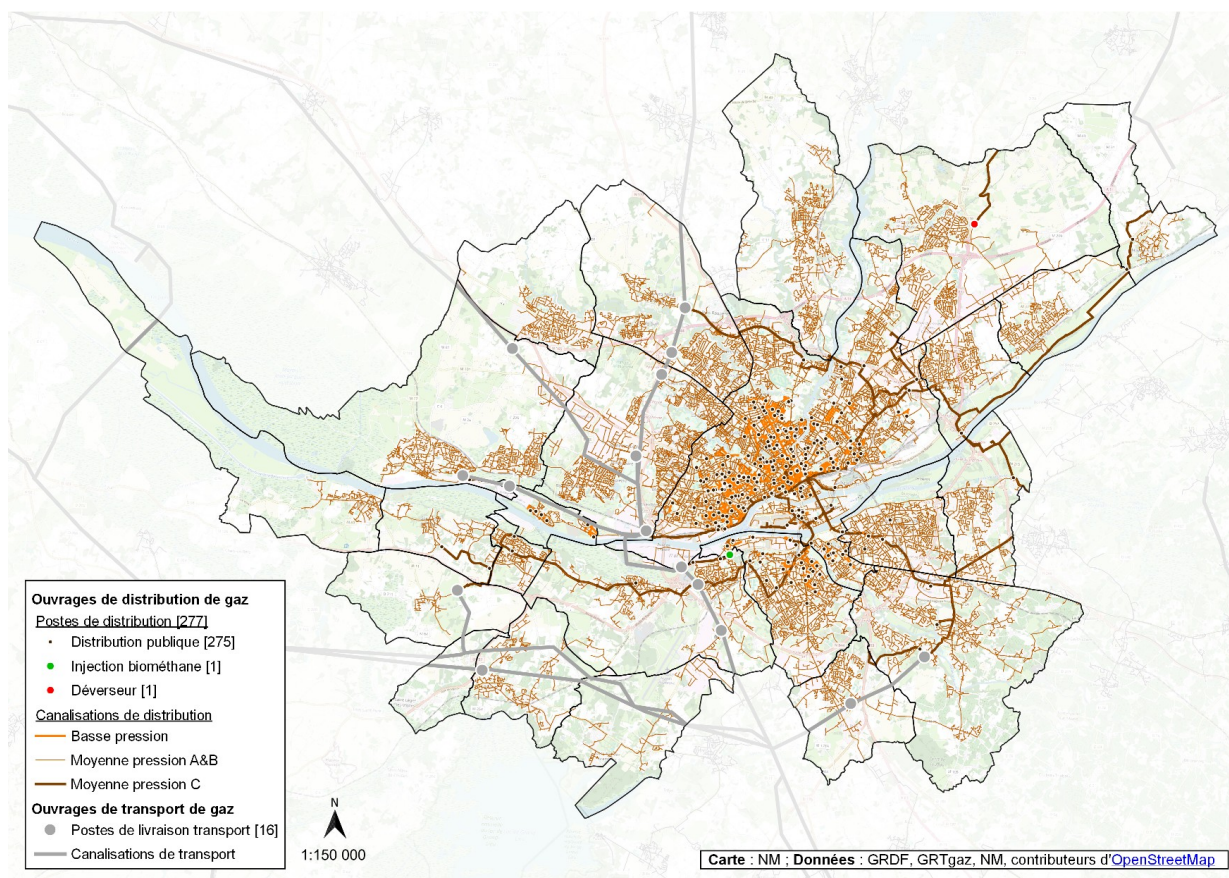 Ouvrages de distribution de gaz
Postes de distribution [277]
Distribution publique [275]
Injection biométhane [1]
Déverseur [1]
Canalisations de distribution
Basse pression
Moyenne pression A&B
Moyenne pression C
Ouvrages de transport de gaz
Postes de livraison transport [16]
Canalisations de transport
N
1:150 000
Carte : NM ; Données : GRDF, GRTgaz, NM, contributeurs d'OpenStreetMap